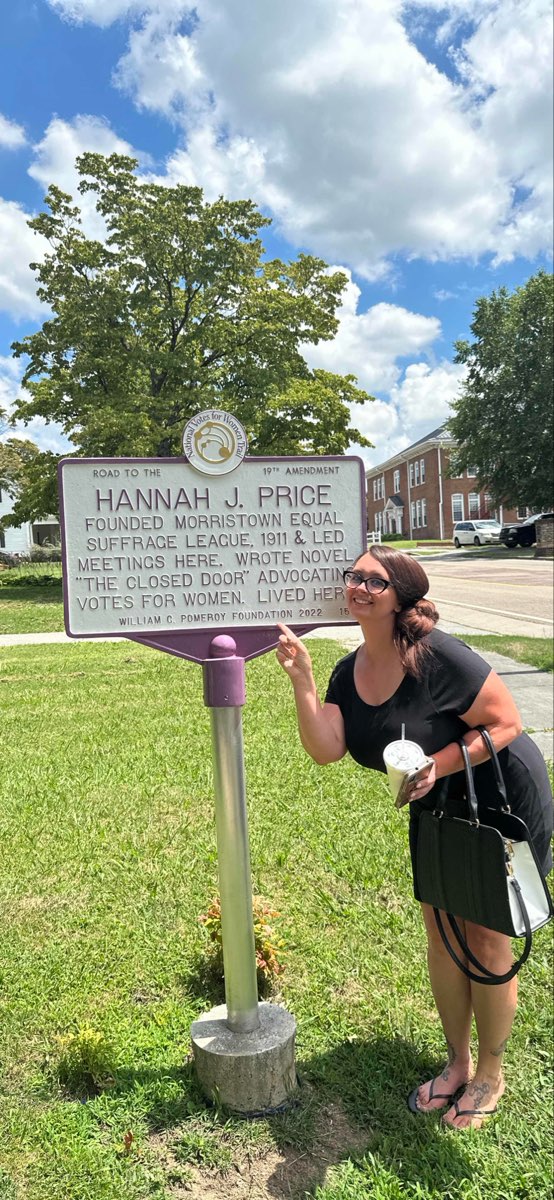 National Votes for Women Trail
ROAD TO THE 19TH AMENDMENT
HANNAH J. PRICE
FOUNDED MORRISTOWN EQUAL
SUFFRAGE LEAGUE, 1911 & LED
MEETINGS HERE. WROTE NOVEL
"THE CLOSED DOOR" ADVOCATIN
VOTES FOR WOMEN. LIVED HER
WILLIAM G. POMEROY FOUNDATION 2022